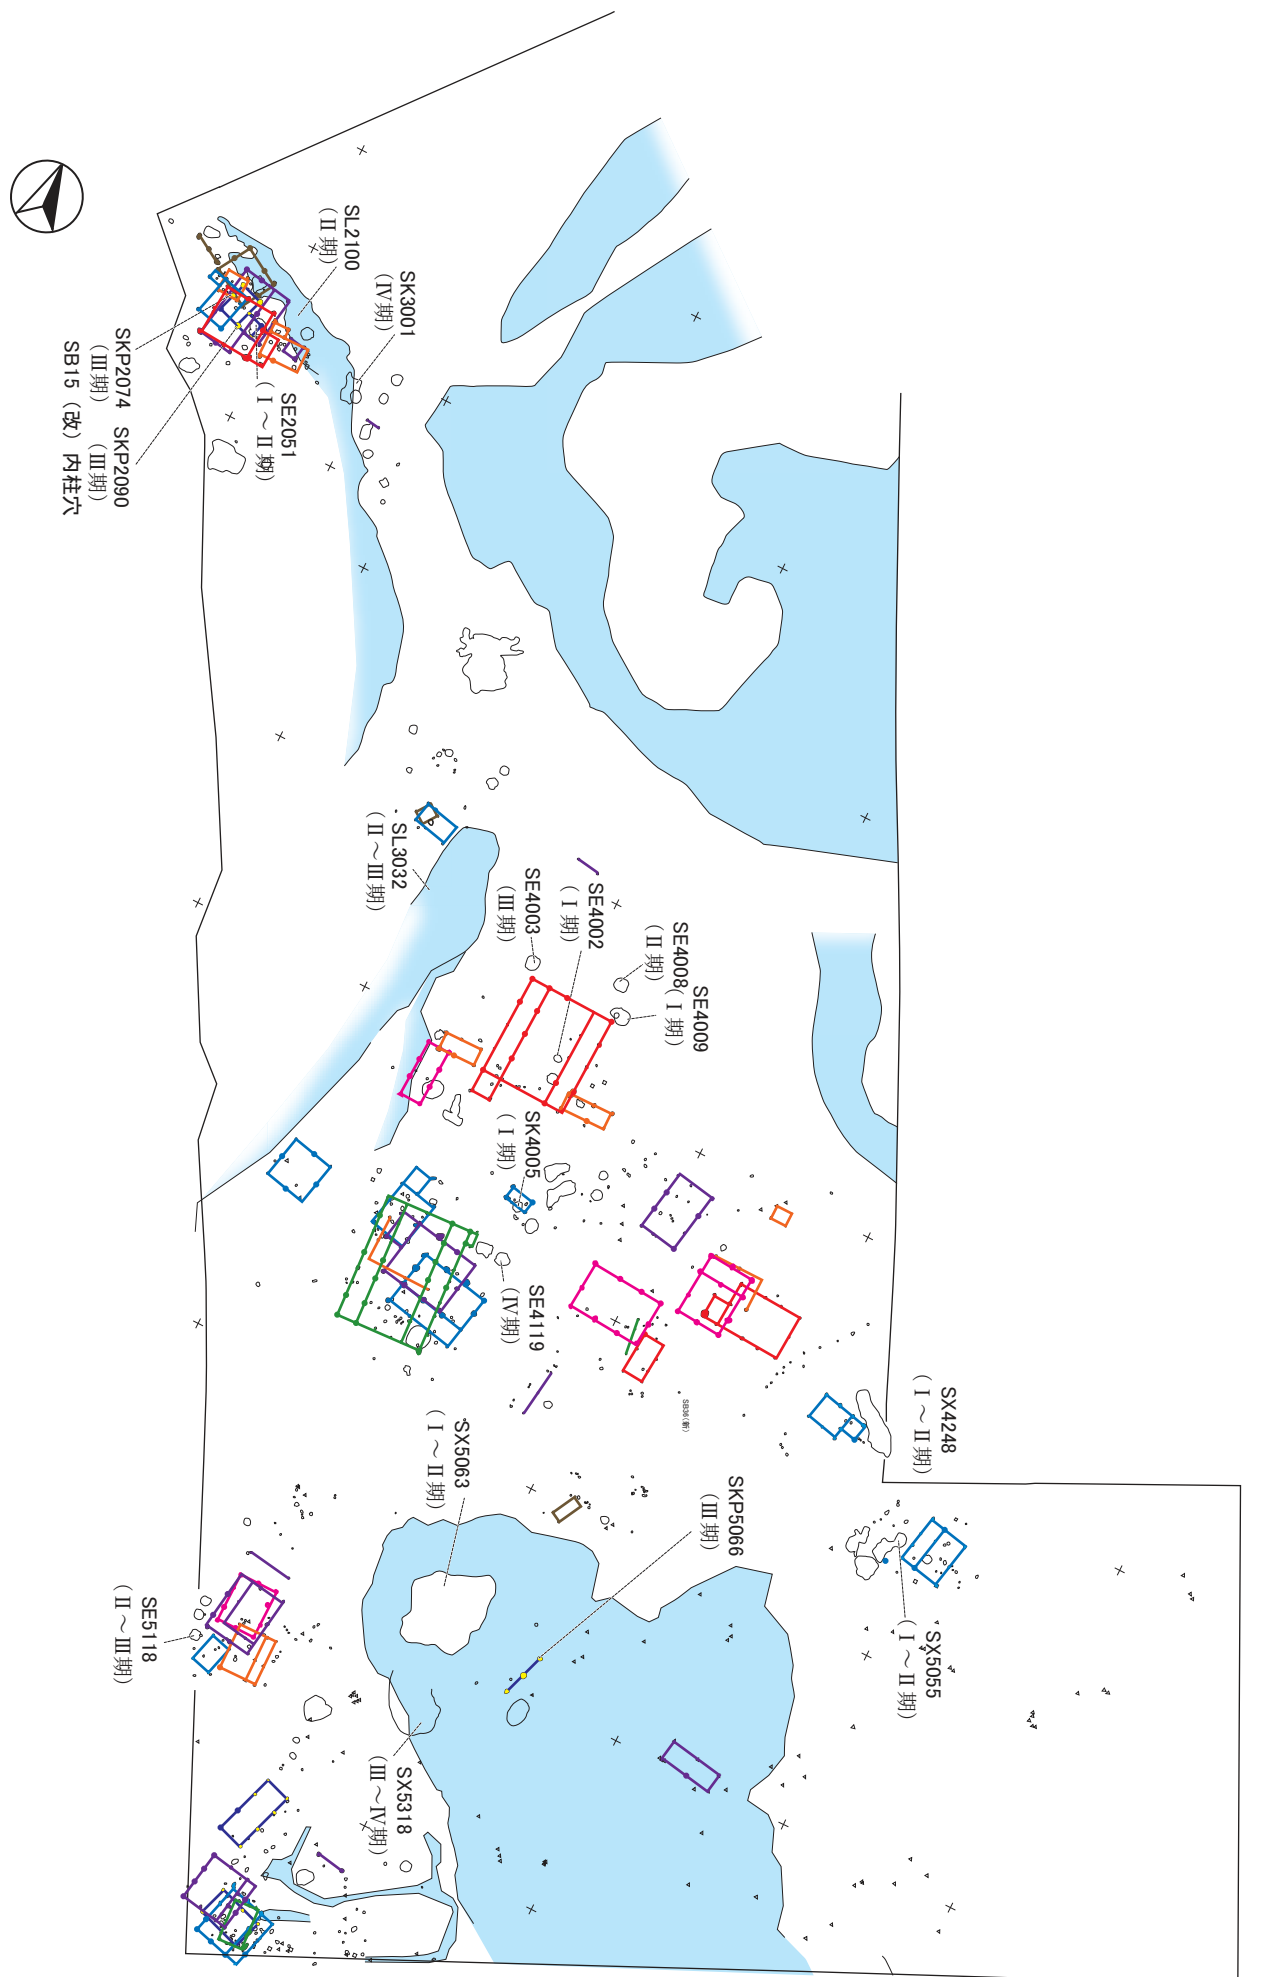 SL2100
（Ⅱ期）
SK3001
（Ⅳ期）
SKP2074
（Ⅲ期）
SKP2090
（Ⅲ期）
SB15（改）内柱穴
SE2051
（Ⅰ～Ⅱ期）
SL3032
（Ⅱ～Ⅲ期）
SE4003
（Ⅲ期）
SE4002
（Ⅰ期）
SE4008
（Ⅱ期）
SE4009
（Ⅰ期）
SK4005
（Ⅰ期）
SE4119
（Ⅳ期）
SX4248
（Ⅰ～Ⅱ期）
SB36(新)
SX5063
（Ⅰ～Ⅱ期）
SKP5066
（Ⅲ期）
SX5055
（Ⅰ～Ⅱ期）
SE5118
（Ⅱ～Ⅲ期）
SX5318
（Ⅲ～Ⅳ期）